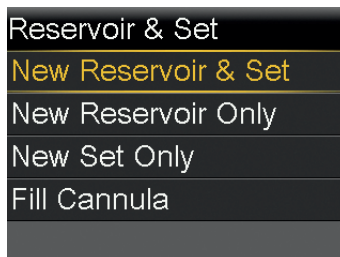 Reservoir & Set
New Reservoir & Set
New Reservoir Only
New Set Only
Fill Cannula